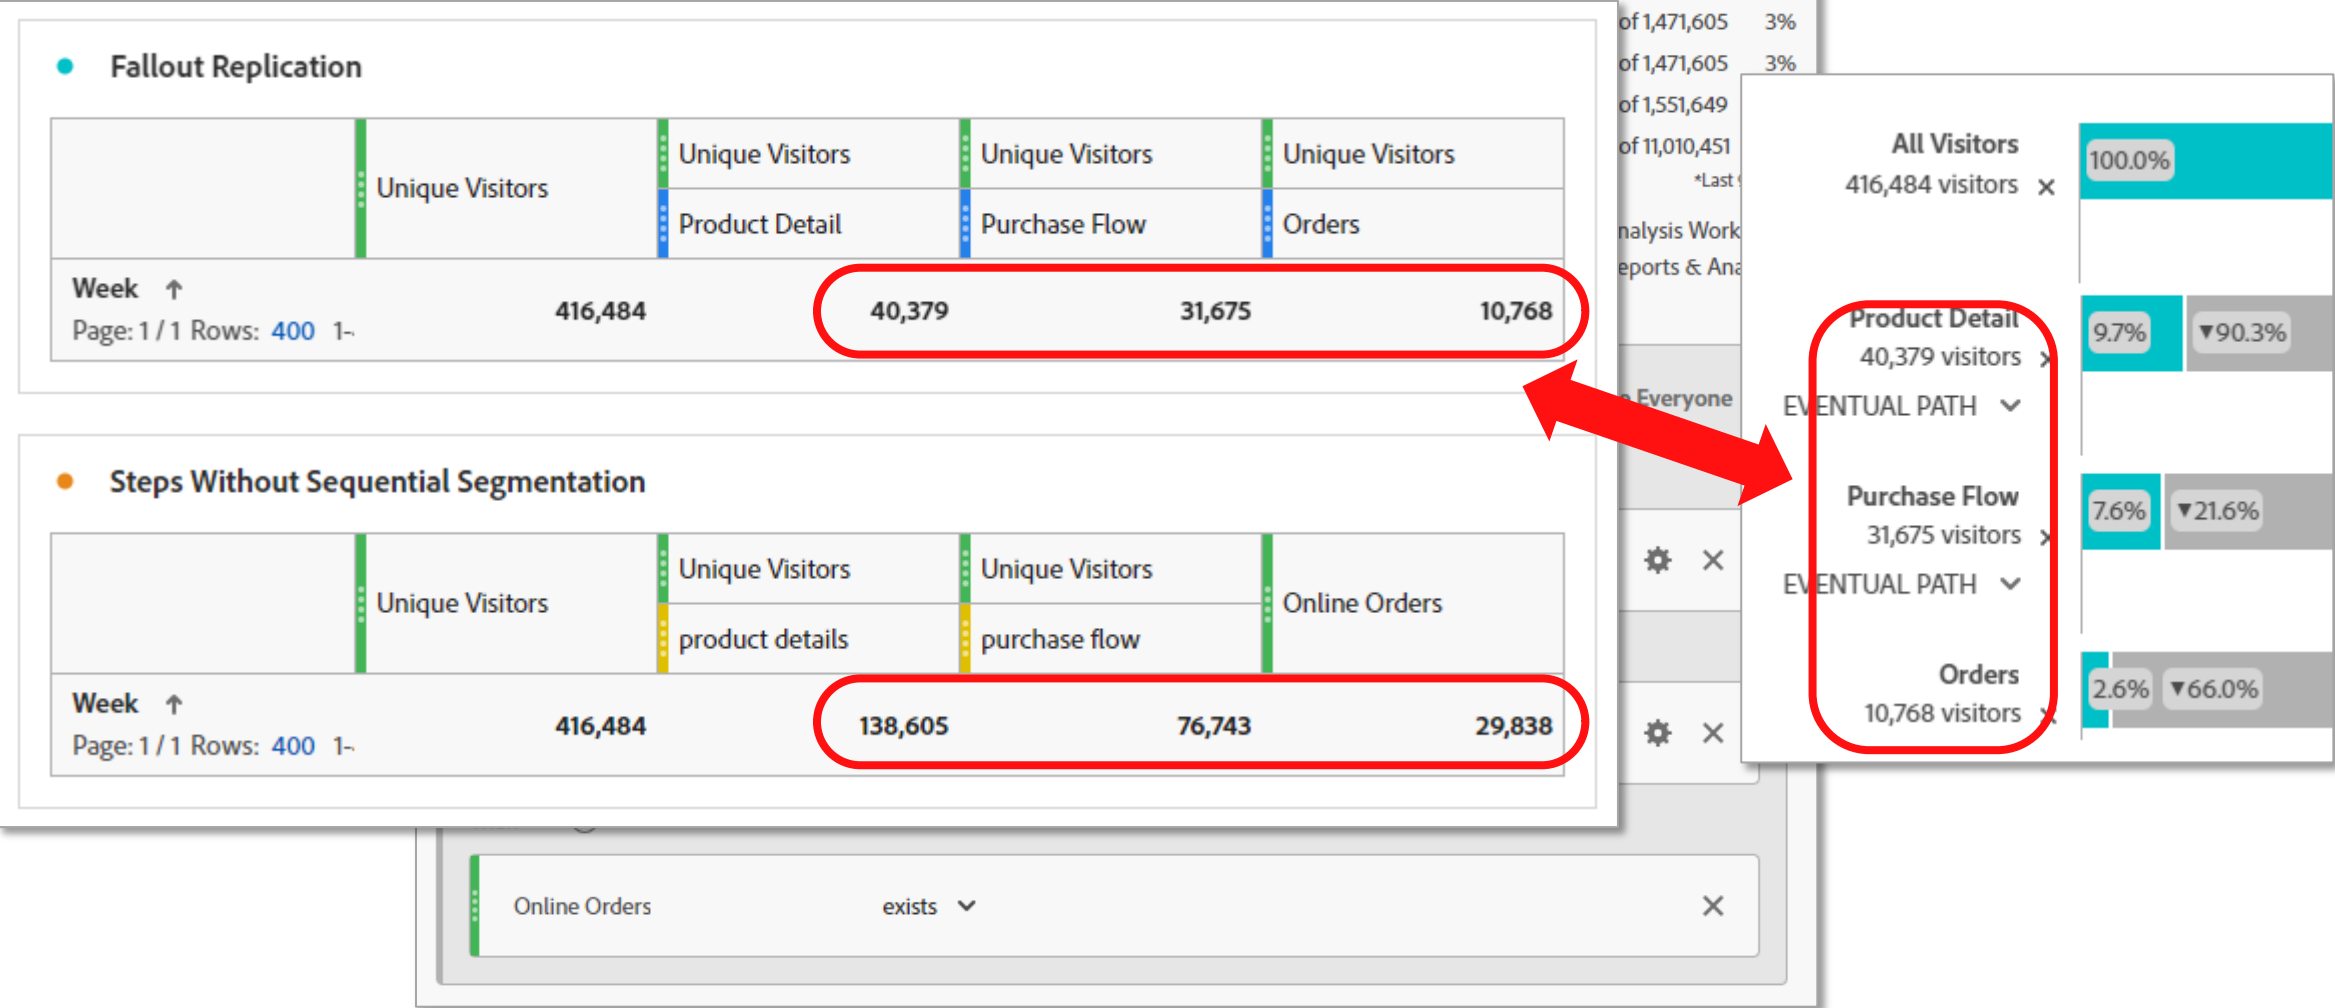 Fallout Replication
Unique Visitors
Unique Visitors
Product Detail
Unique Visitors
Purchase Flow
Unique Visitors
Orders
Week ↑
416,484 40,379 31,675 10,768
Page: 1 / 1 Rows: 400 1-
Steps Without Sequential Segmentation
Unique Visitors
Unique Visitors
product details
Unique Visitors
purchase flow
Online Orders
Week ↑
416,484 138,605 76,743 29,838
Page: 1 / 1 Rows: 400 1-
of 1,471,605 3%
of 1,471,605 3%
of 1,551,649
of 11,010,451
*Last
nalysis Work
eports & Ana
Everyone
All Visitors
416,484 visitors ×
100.0%
Product Detail
40,379 visitors ×
9.7% ▼90.3%
EVENTUAL PATH
Purchase Flow
31,675 visitors ×
7.6% ▼21.6%
EVENTUAL PATH
Orders
10,768 visitors ×
2.6% ▼66.0%
Online Orders exists ×